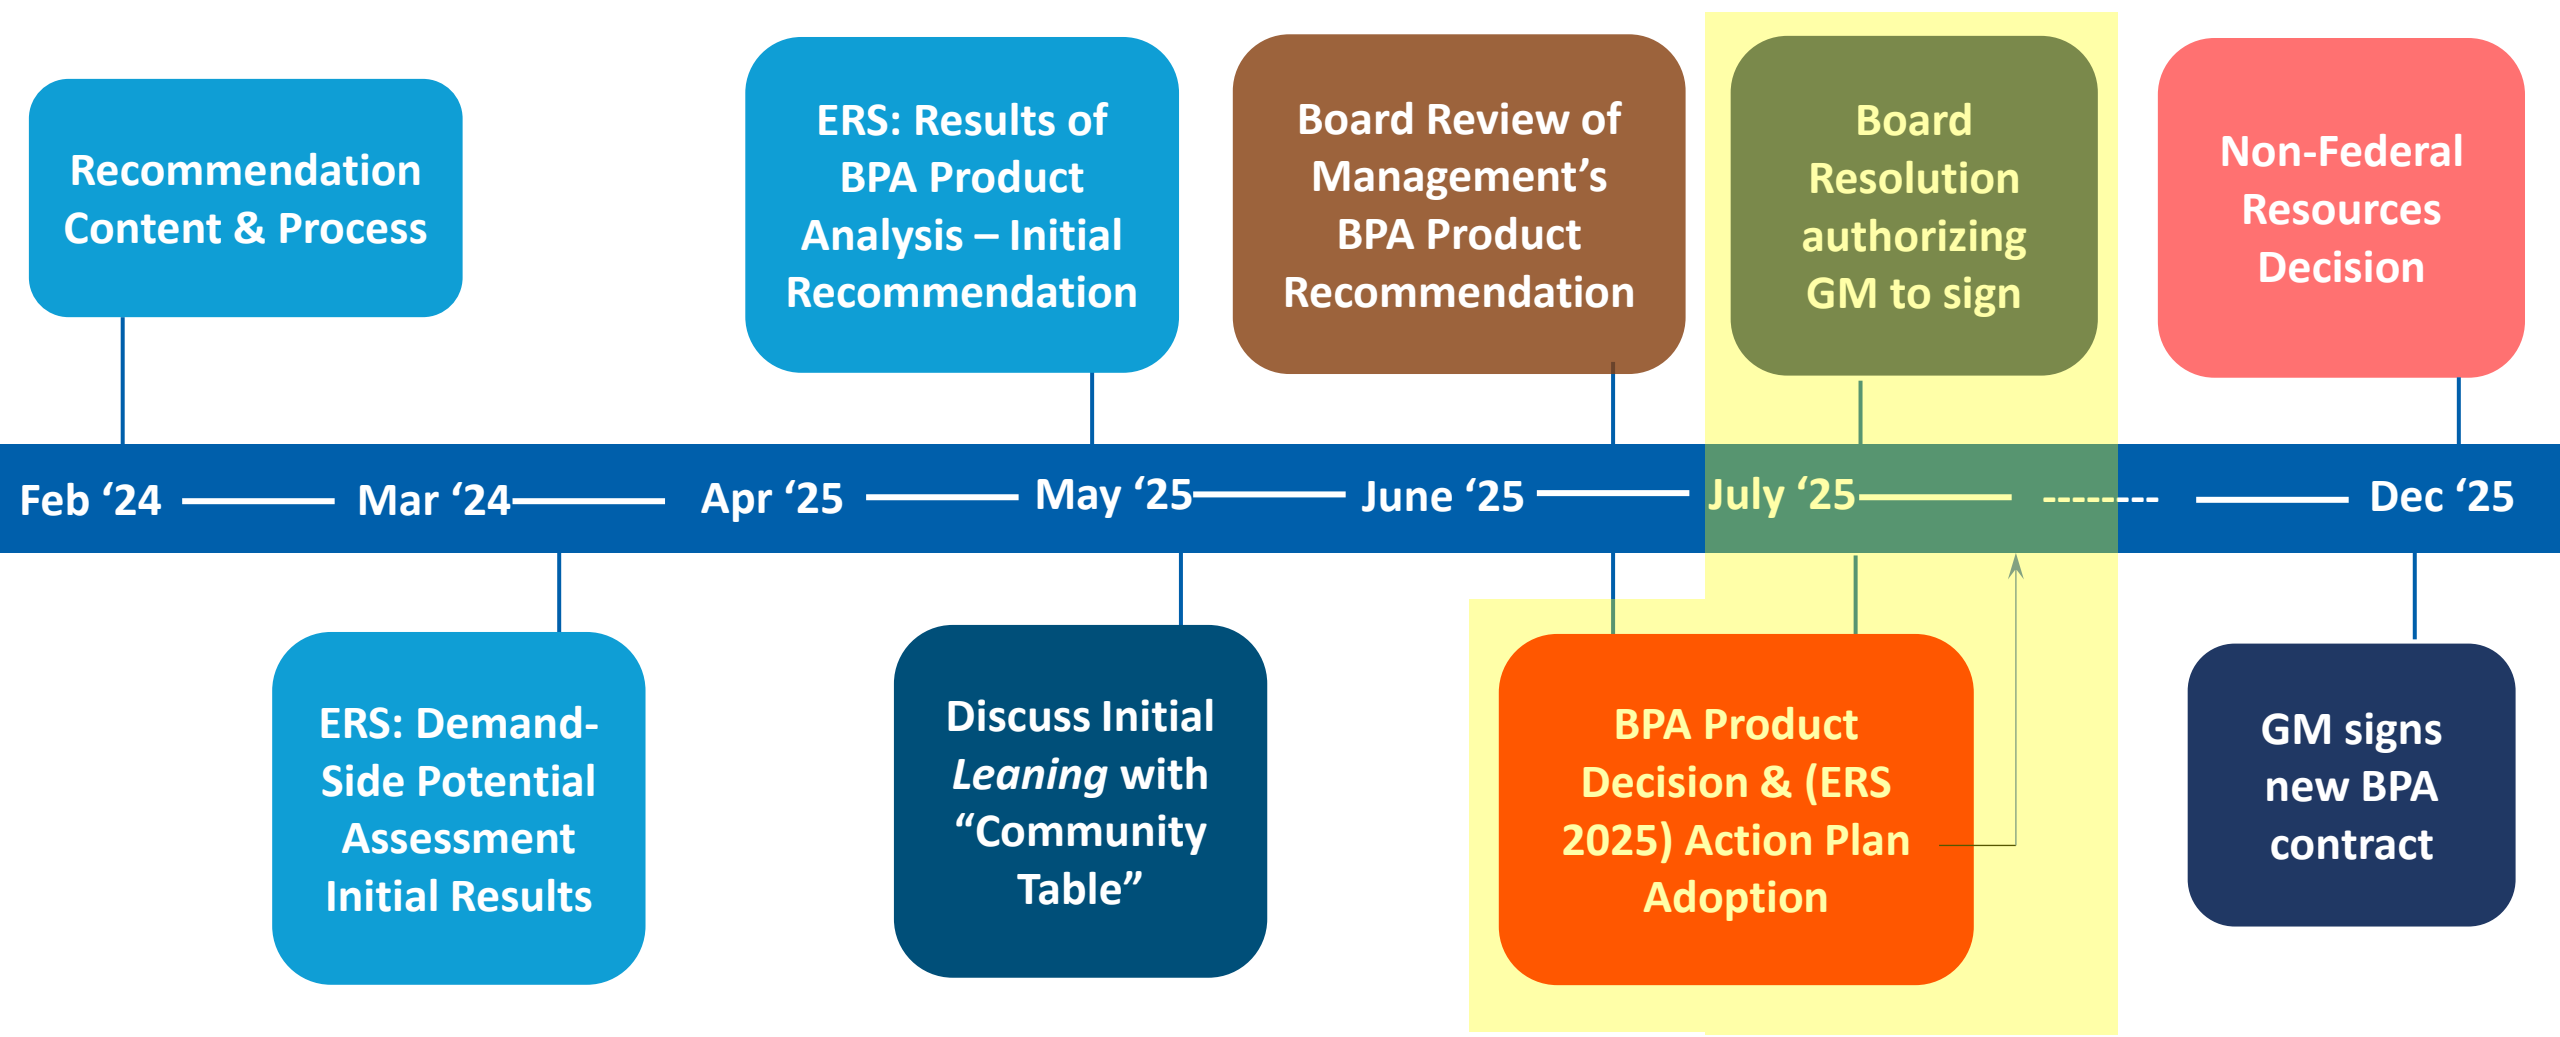 Recommendation
Content & Process
ERS: Results of
BPA Product
Analysis – Initial
Recommendation
Board Review of
Management’s
BPA Product
Recommendation
Board
Resolution
authorizing
GM to sign
Non-Federal
Resources
Decision
Feb ‘24
Mar ‘24
Apr ‘25
May ‘25
June ‘25
July ‘25
--------
Dec ‘25
ERS: Demand-
Side Potential
Assessment
Initial Results
Discuss Initial
Leaning with
“Community
Table”
BPA Product
Decision & (ERS
2025) Action Plan
Adoption
GM signs
new BPA
contract